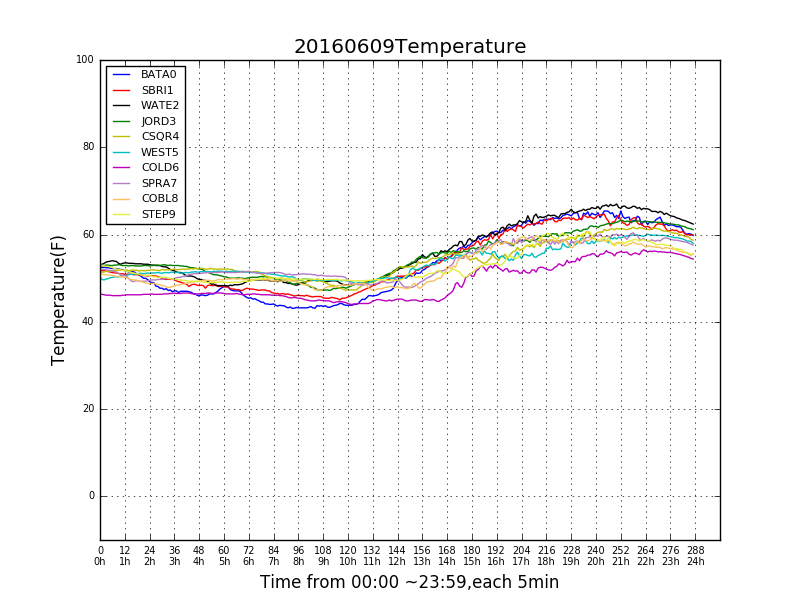 20160609Temperature
100
80
60
40
20
0
Temperature(F)
BATA0
SBRI1
WATE2
JORD3
CSQR4
WEST5
COLD6
SPRA7
COBL8
STEP9
0 12 24 36 48 60 72 84 96 108 120 132 144 156 168 180 192 204 216 228 240 252 264 276 288
0h 1h 2h 3h 4h 5h 6h 7h 8h 9h 10h 11h 12h 13h 14h 15h 16h 17h 18h 19h 20h 21h 22h 23h 24h
Time from 00:00 ~23:59,each 5min